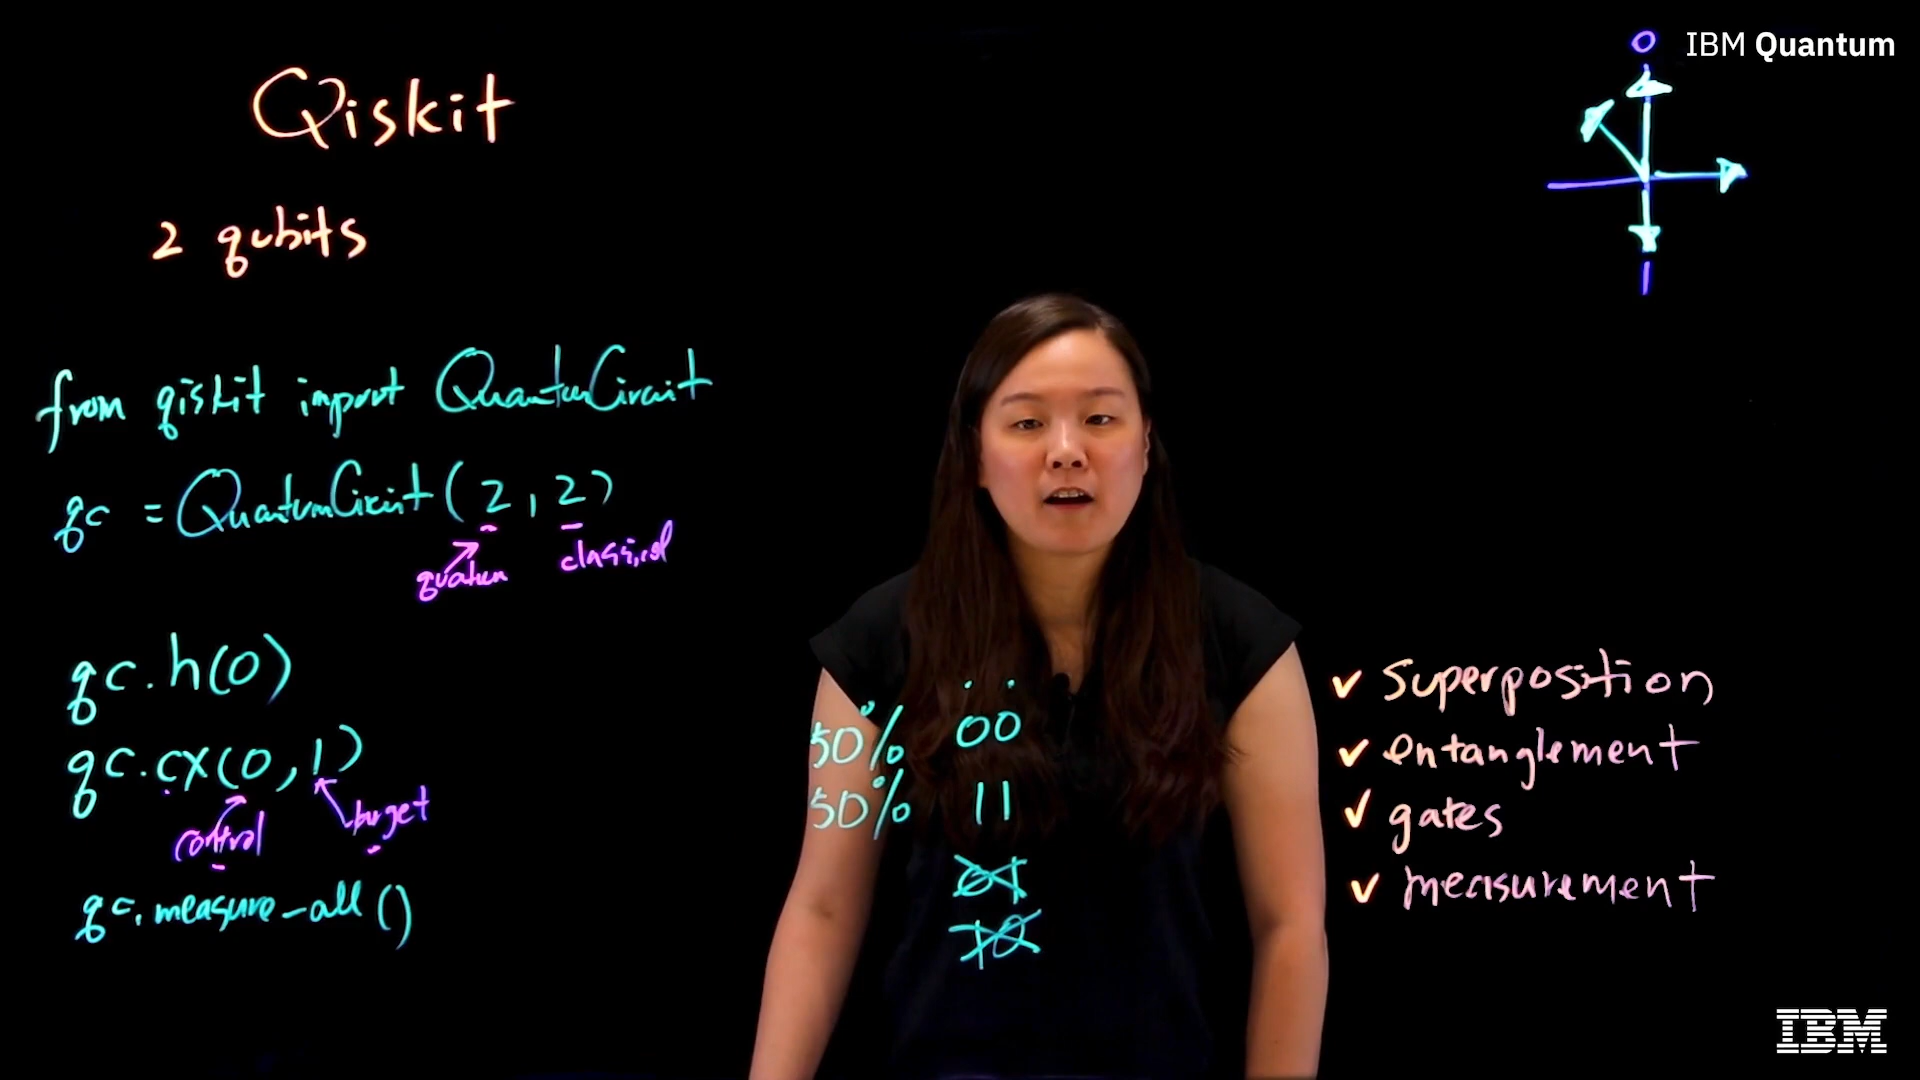 IBM Quantum
Qiskit
2 qubits
0
1
from qiskit import QuantumCircuit
qc = QuantumCircuit(2,2)
quantum classical
qc.h(0)
qc.cx(0,1)
control target
qc.measure_all()
50% 00
50% 11
01
10
✓ superposition
✓ entanglement
✓ gates
✓ measurement
IBM